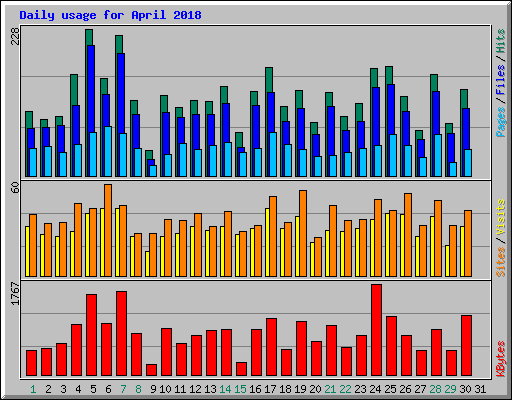 Daily usage for April 2018
228
Pages / Files / Hits
60
Sites / Visits
1767
KBytes
1 2 3 4 5 6 7 8 9 10 11 12 13 14 15 16 17 18 19 20 21 22 23 24 25 26 27 28 29 30 31